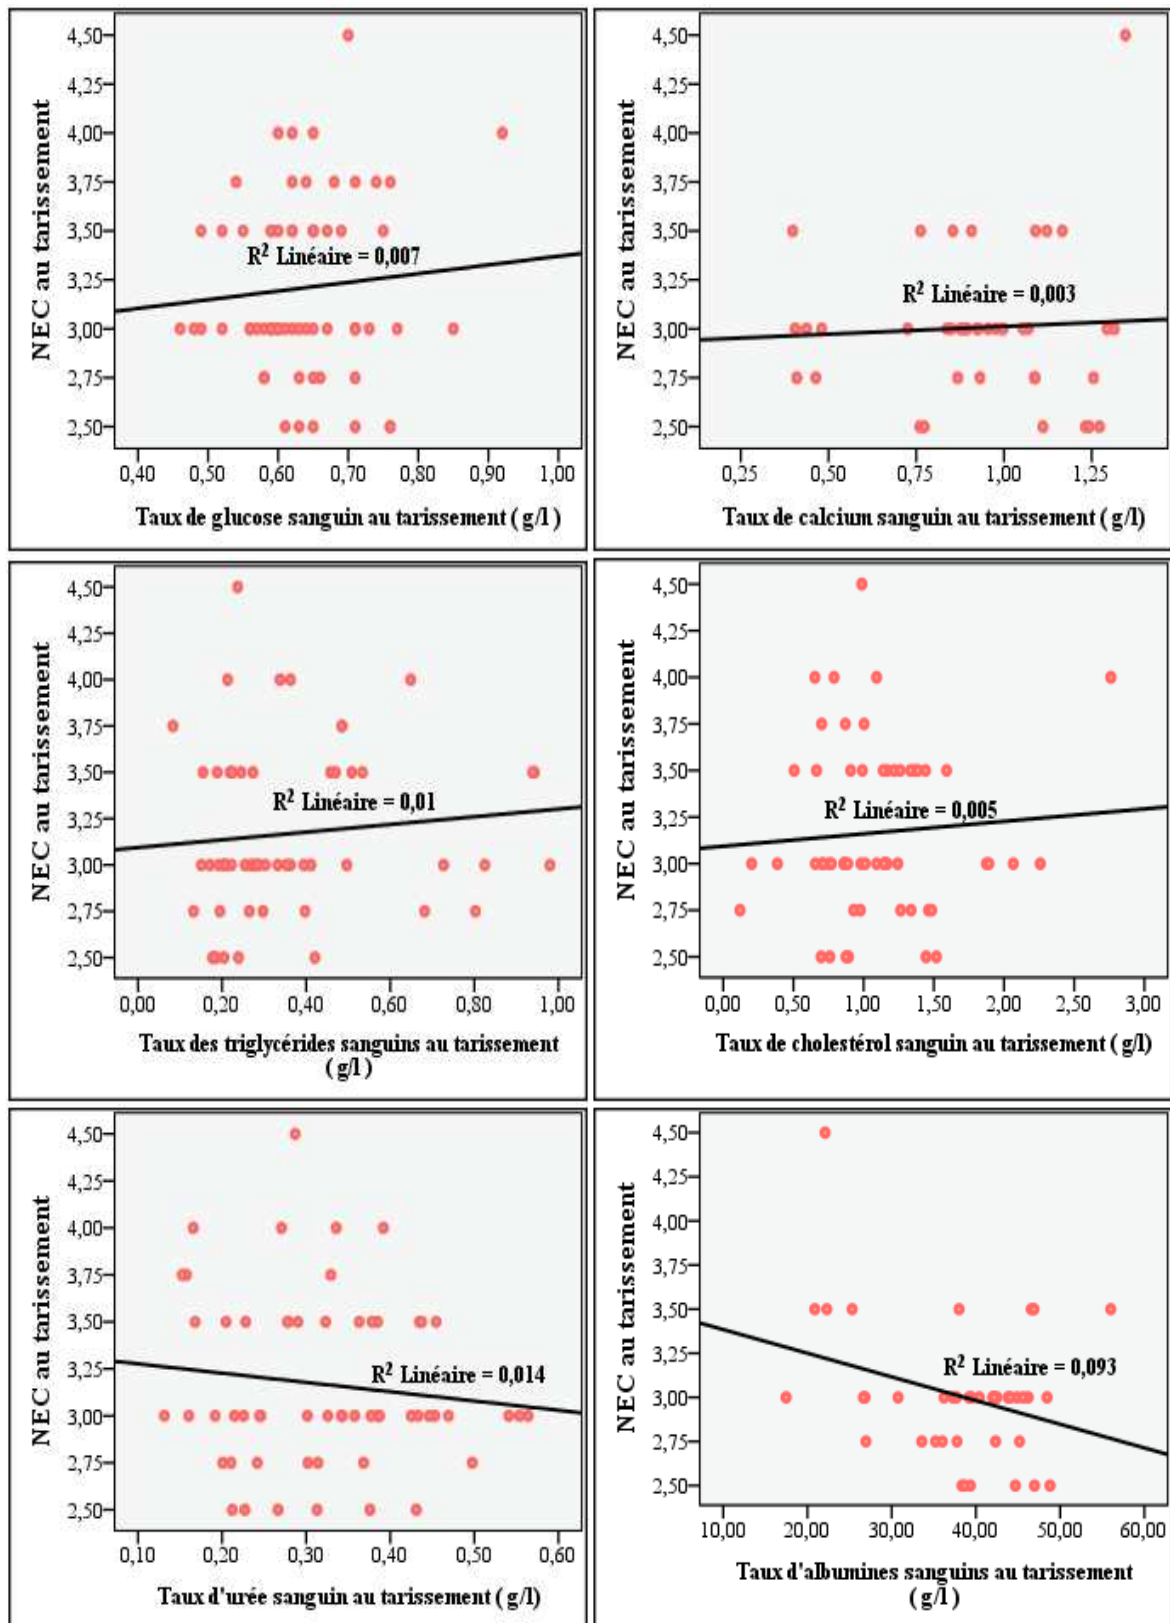 NEC au tarissement
4,50
4,25
4,00
3,75
3,50
3,25
3,00
2,75
2,50
R² Linéaire = 0,007
0,40 0,50 0,60 0,70 0,80 0,90 1,00
Taux de glucose sanguin au tarissement ( g/l )
NEC au tarissement
4,50
4,25
4,00
3,75
3,50
3,25
3,00
2,75
2,50
R² Linéaire = 0,003
0,25 0,50 0,75 1,00 1,25
Taux de calcium sanguin au tarissement ( g/l)
NEC au tarissement
4,50
4,25
4,00
3,75
3,50
3,25
3,00
2,75
2,50
R² Linéaire = 0,01
0,00 0,20 0,40 0,60 0,80 1,00
Taux des triglycérides sanguins au tarissement
( g/l )
NEC au tarissement
4,50
4,25
4,00
3,75
3,50
3,25
3,00
2,75
2,50
R² Linéaire = 0,005
0,00 0,50 1,00 1,50 2,00 2,50 3,00
Taux de cholestérol sanguin au tarissement ( g/l)
NEC au tarissement
4,50
4,25
4,00
3,75
3,50
3,25
3,00
2,75
2,50
R² Linéaire = 0,014
0,10 0,20 0,30 0,40 0,50 0,60
Taux d'urée sanguin au tarissement ( g/l)
NEC au tarissement
4,50
4,25
4,00
3,75
3,50
3,25
3,00
2,75
2,50
R² Linéaire = 0,093
10,00 20,00 30,00 40,00 50,00 60,00
Taux d'albumines sanguins au tarissement
( g/l )